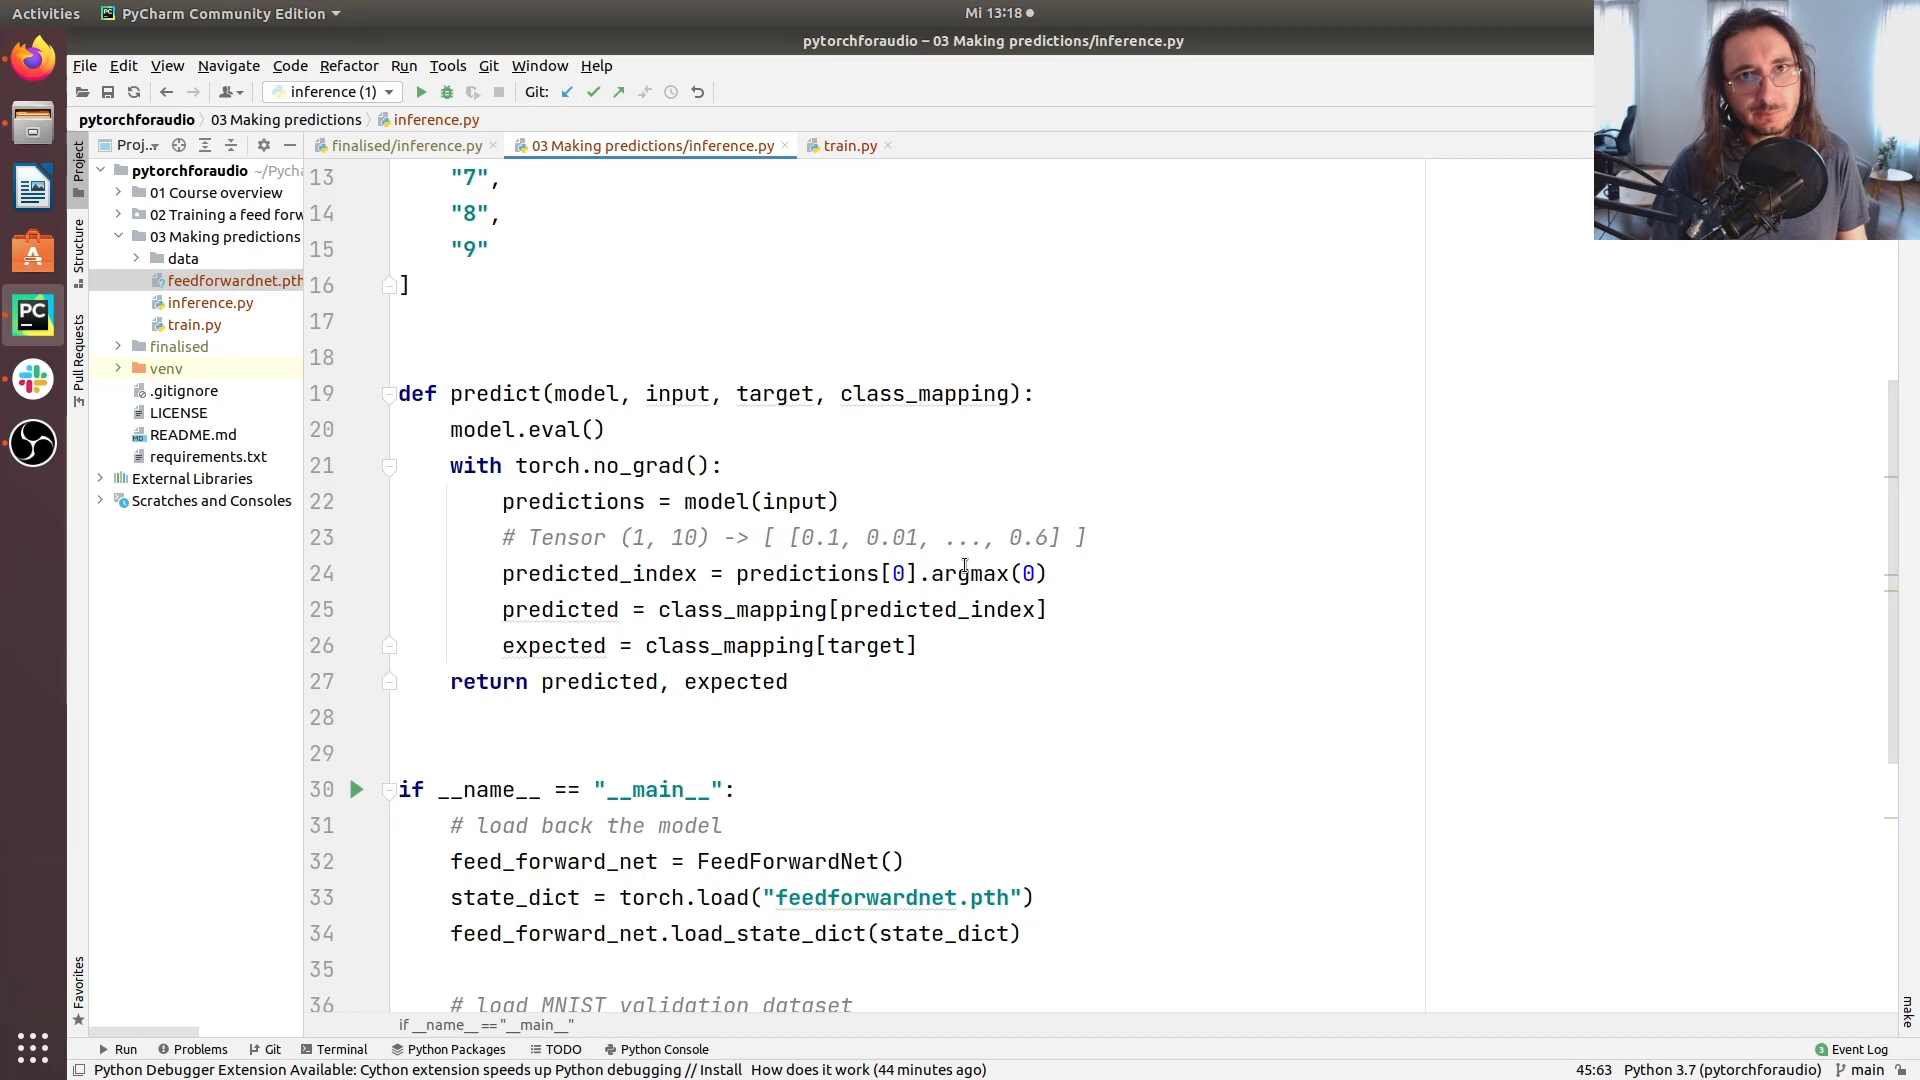 Activities
PyCharm Community Edition
Mi 13:18
pytorchforaudio – 03 Making predictions/inference.py
File Edit View Navigate Code Refactor Run Tools Git Window Help
inference (1)
Git:
pytorchforaudio 03 Making predictions inference.py
Project
Structure
Pull Requests
Favorites
Proj..
pytorchforaudio ~/Pycha
01 Course overview
02 Training a feed forw
03 Making predictions
data
feedforwardnet.pth
inference.py
train.py
finalised
venv
.gitignore
LICENSE
README.md
requirements.txt
External Libraries
Scratches and Consoles
finalised/inference.py
03 Making predictions/inference.py
train.py
13 "7",
14 "8",
15 "9"
16 ]
17
18
19 def predict(model, input, target, class_mapping):
20 model.eval()
21 with torch.no_grad():
22 predictions = model(input)
23 # Tensor (1, 10) -> [ [0.1, 0.01, ..., 0.6] ]
24 predicted_index = predictions[0].argmax(0)
25 predicted = class_mapping[predicted_index]
26 expected = class_mapping[target]
27 return predicted, expected
28
29
30 if __name__ == "__main__":
31 # load back the model
32 feed_forward_net = FeedForwardNet()
33 state_dict = torch.load("feedforwardnet.pth")
34 feed_forward_net.load_state_dict(state_dict)
35
36 # load MNIST validation dataset
if __name__ == "__main__"
make
Run Problems Git Terminal Python Packages TODO Python Console
3 Event Log
Python Debugger Extension Available: Cython extension speeds up Python debugging // Install How does it work (44 minutes ago)
45:63 Python 3.7 (pytorchforaudio) main